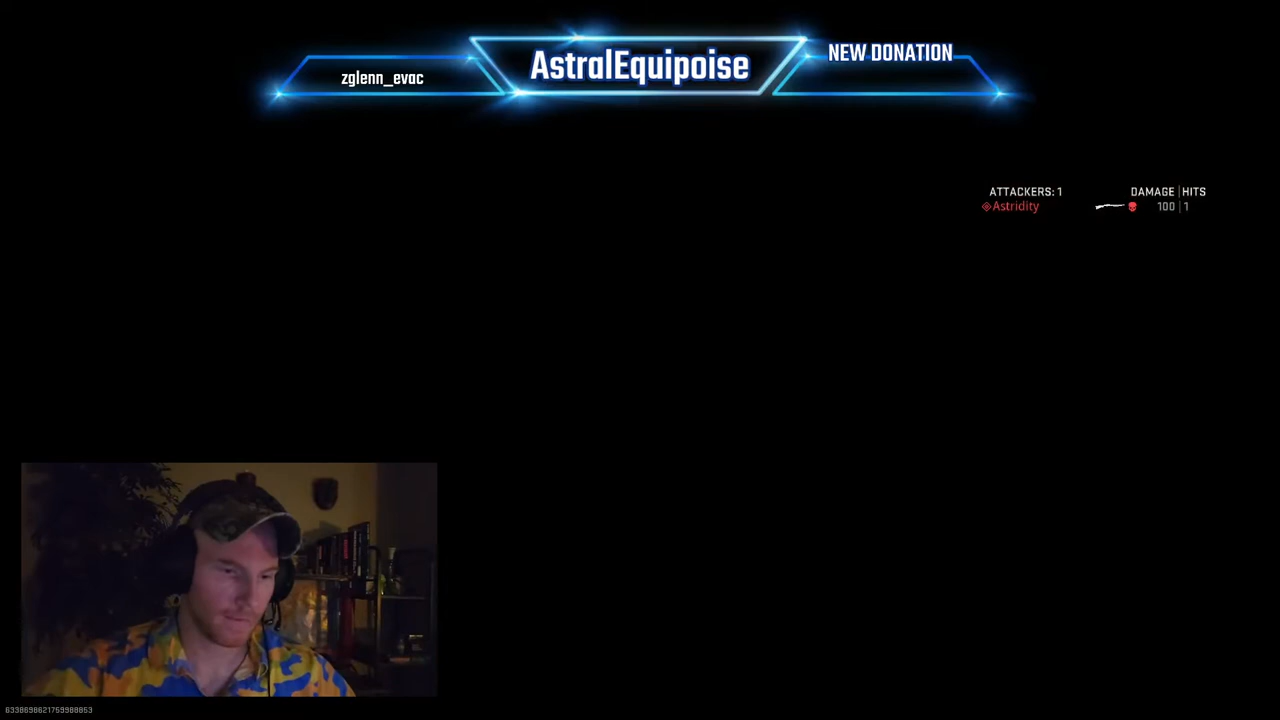 zglenn_evac
AstralEquipoise
NEW DONATION
ATTACKERS: 1 DAMAGE HITS
Astridity 100 1